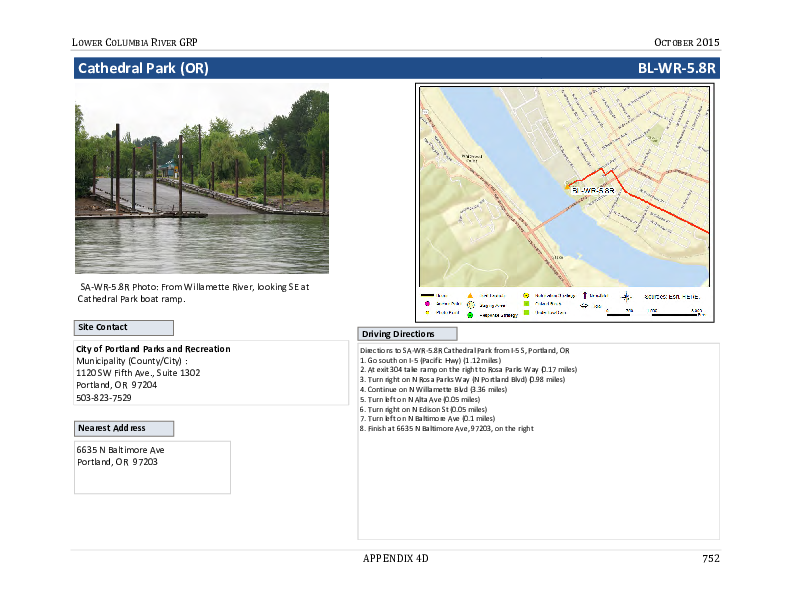 LOWER COLUMBIA RIVER GRP
OCTOBER 2015
Cathedral Park (OR)
BL-WR-5.8R
BL-WR-5.8R
SA-WR-5.8R Photo: From Willamette River, looking SE at
Cathedral Park boat ramp.
Sources: Esri, HERE,
Site Contact
City of Portland Parks and Recreation
Municipality (County/City) :
1120 SW Fifth Ave., Suite 1302
Portland, OR 97204
503-823-7529
Nearest Address
6635 N Baltimore Ave
Portland, OR 97203
Driving Directions
Directions to SA-WR-5.8R Cathedral Park from I-5 S, Portland, OR
1. Go south on I-5 (Pacific Hwy) (1.12 miles)
2. At exit 304 take ramp on the right to Rosa Parks Way (0.17 miles)
3. Turn right on N Rosa Parks Way (N Portland Blvd) (0.98 miles)
4. Continue on N Willamette Blvd (3.36 miles)
5. Turn left on N Alta Ave (0.05 miles)
6. Turn right on N Edison St (0.05 miles)
7. Turn left on N Baltimore Ave (0.1 miles)
8. Finish at 6635 N Baltimore Ave, 97203, on the right
APPENDIX 4D
752